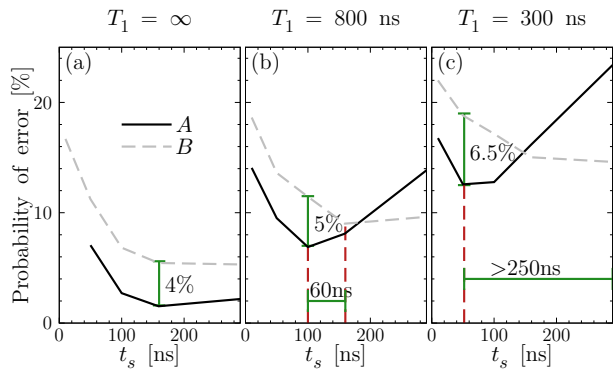 T₁ = ∞ T₁ = 800 ns T₁ = 300 ns
(a) (b) (c)
Probability of error [%]
20
10
0
A
B
4%
5%
6.5%
60ns
>250ns
0 100 200 0 100 200 0 100 200
tₛ [ns] tₛ [ns] tₛ [ns]